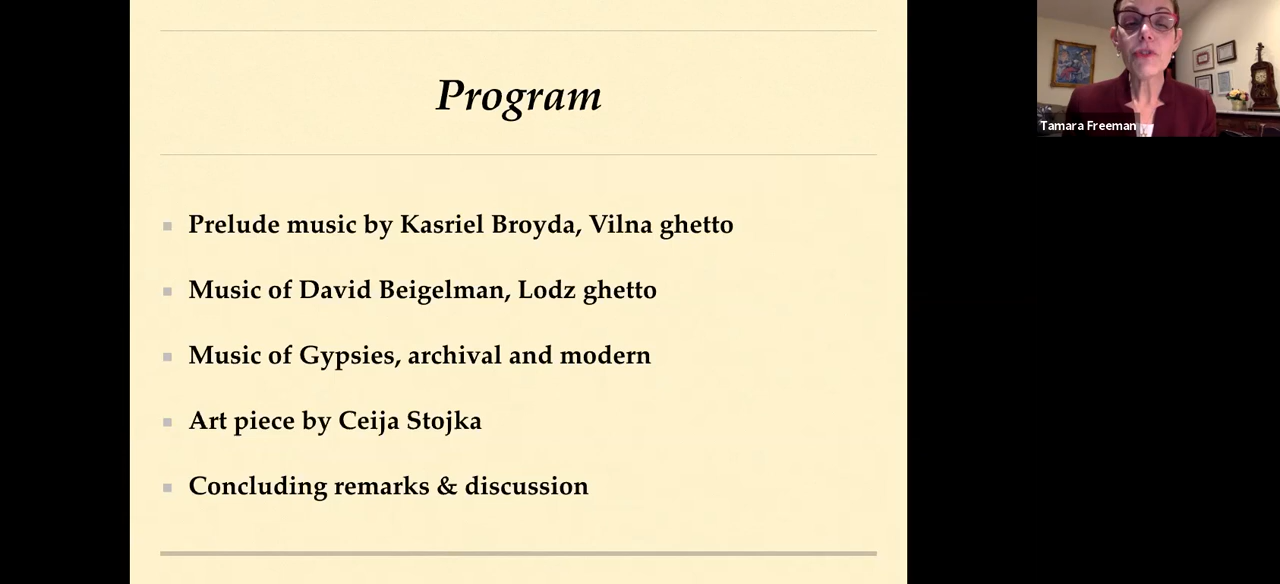 Program
Prelude music by Kasriel Broyda, Vilna ghetto
Music of David Beigelman, Lodz ghetto
Music of Gypsies, archival and modern
Art piece by Ceija Stojka
Concluding remarks & discussion
Tamara Freeman